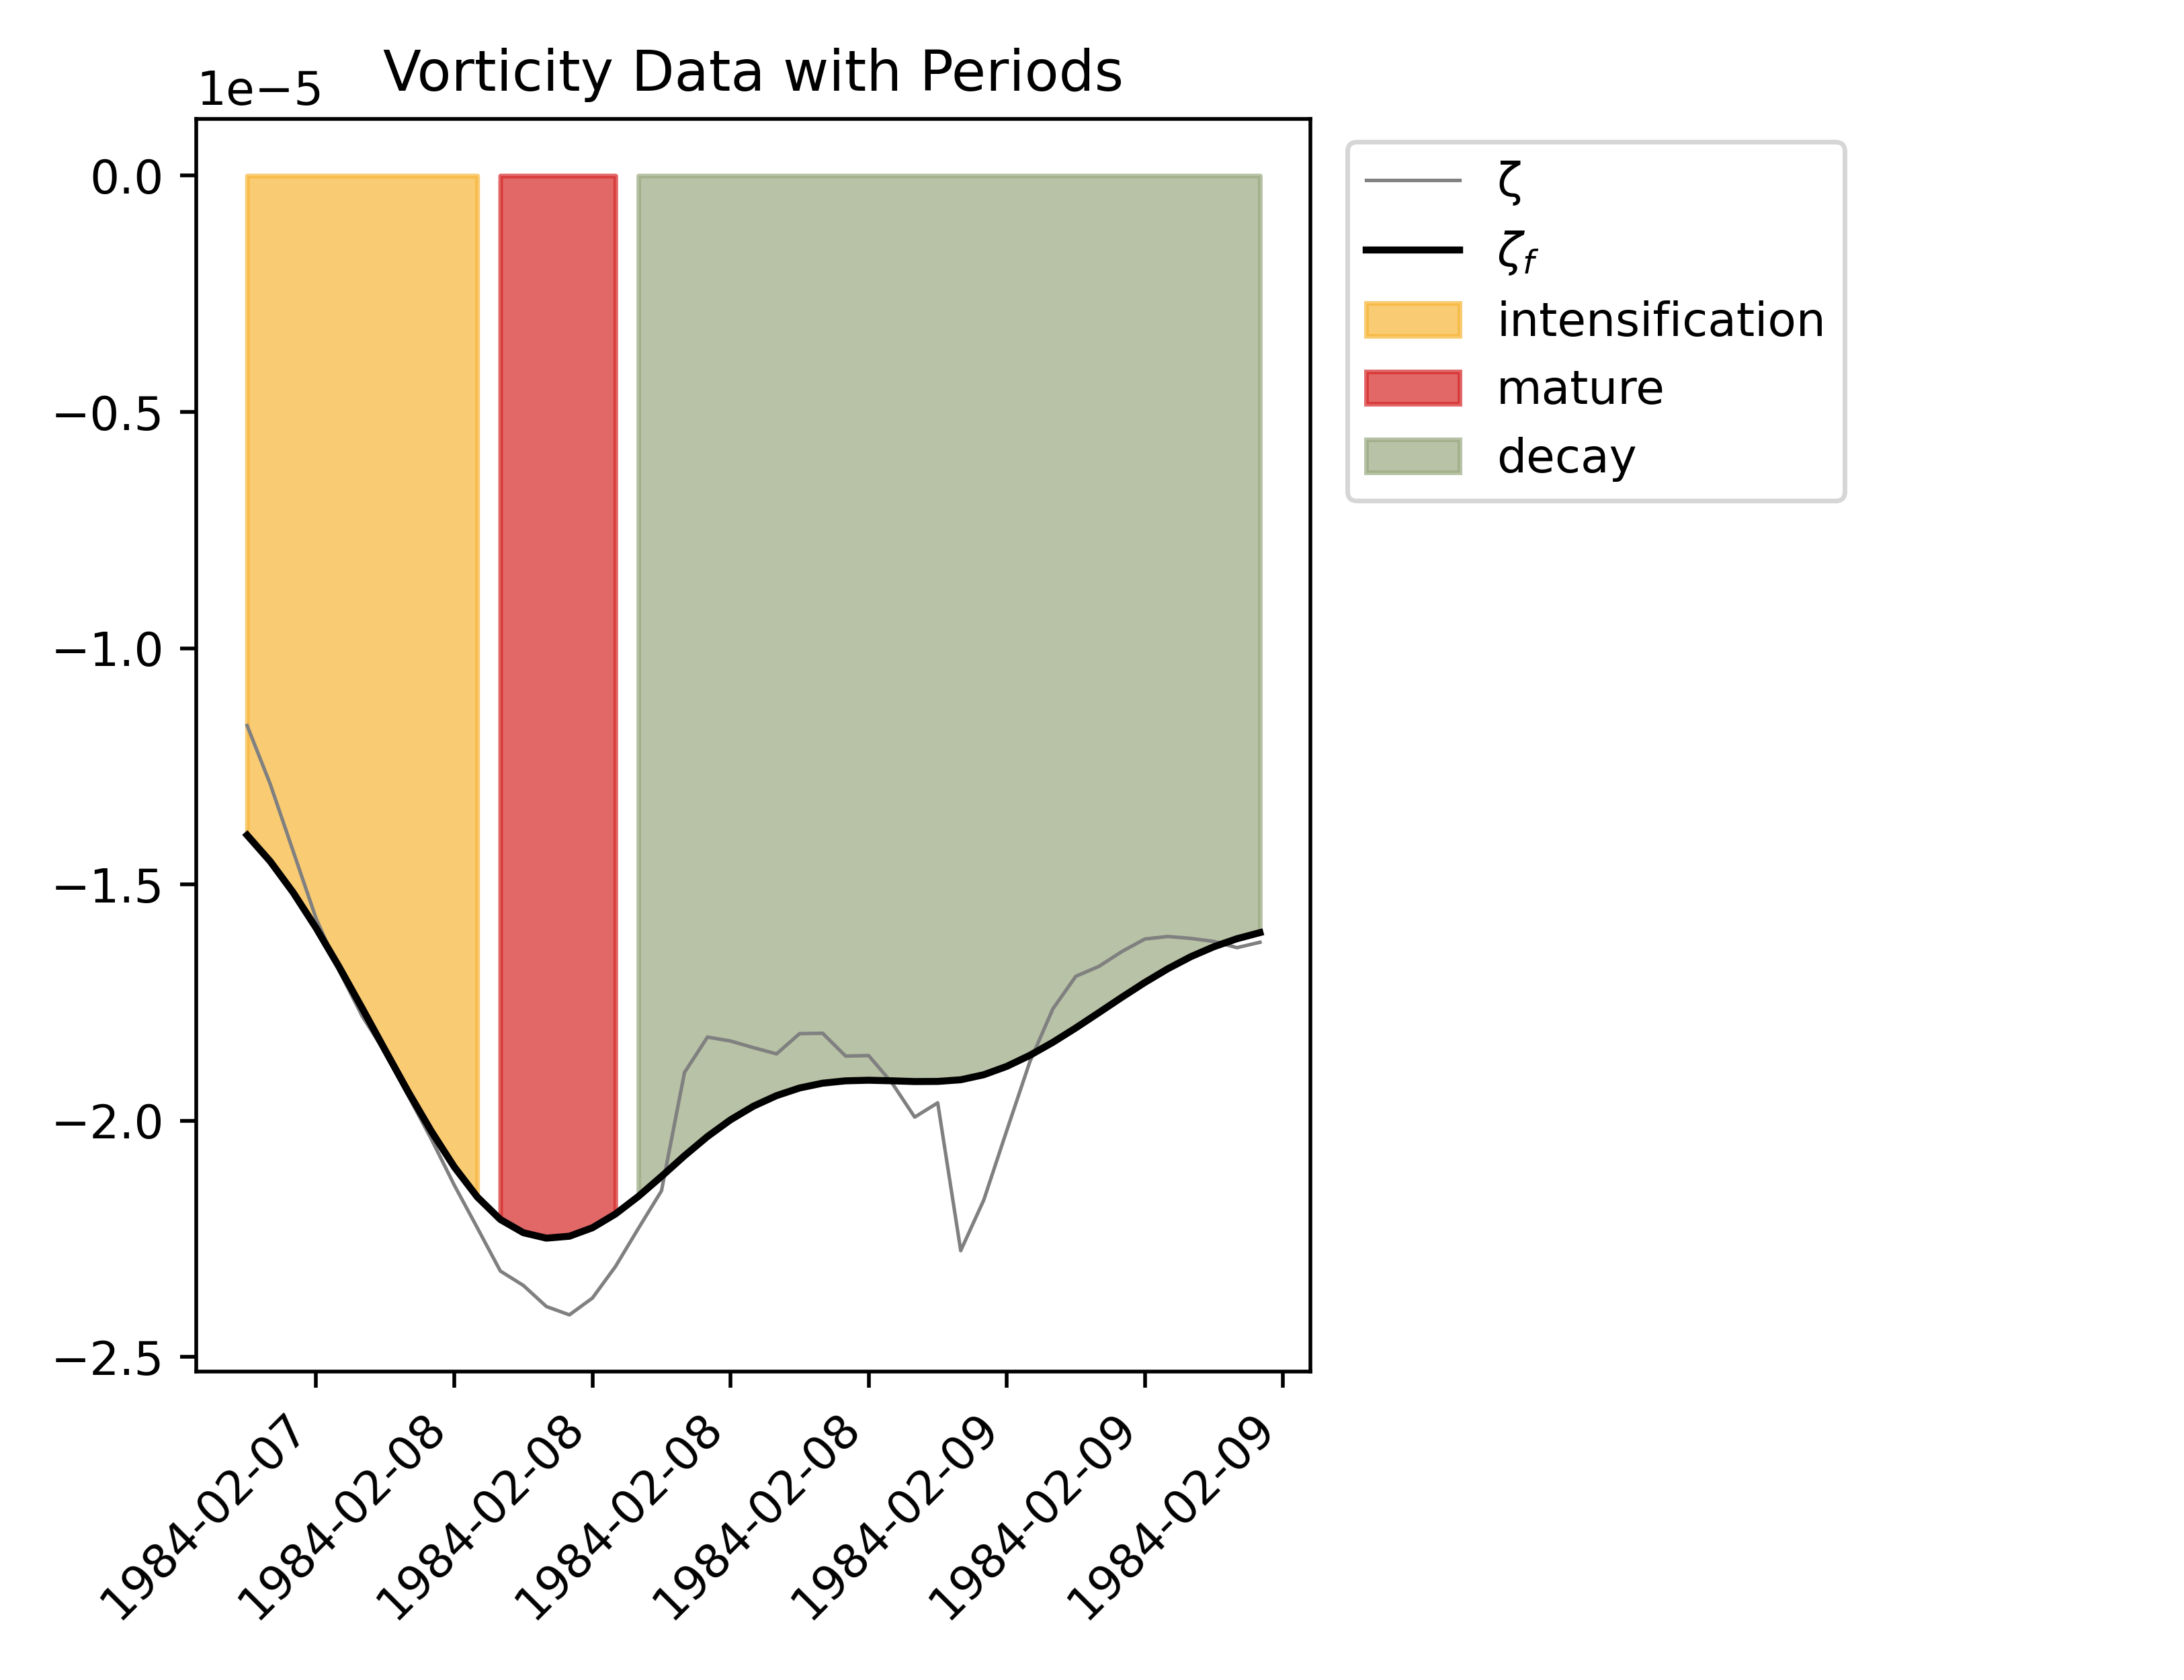 Vorticity Data with Periods
1e−5
0.0
−0.5
−1.0
−1.5
−2.0
−2.5
1984-02-07
1984-02-08
1984-02-08
1984-02-08
1984-02-08
1984-02-09
1984-02-09
1984-02-09
ζ
ζf
intensification
mature
decay